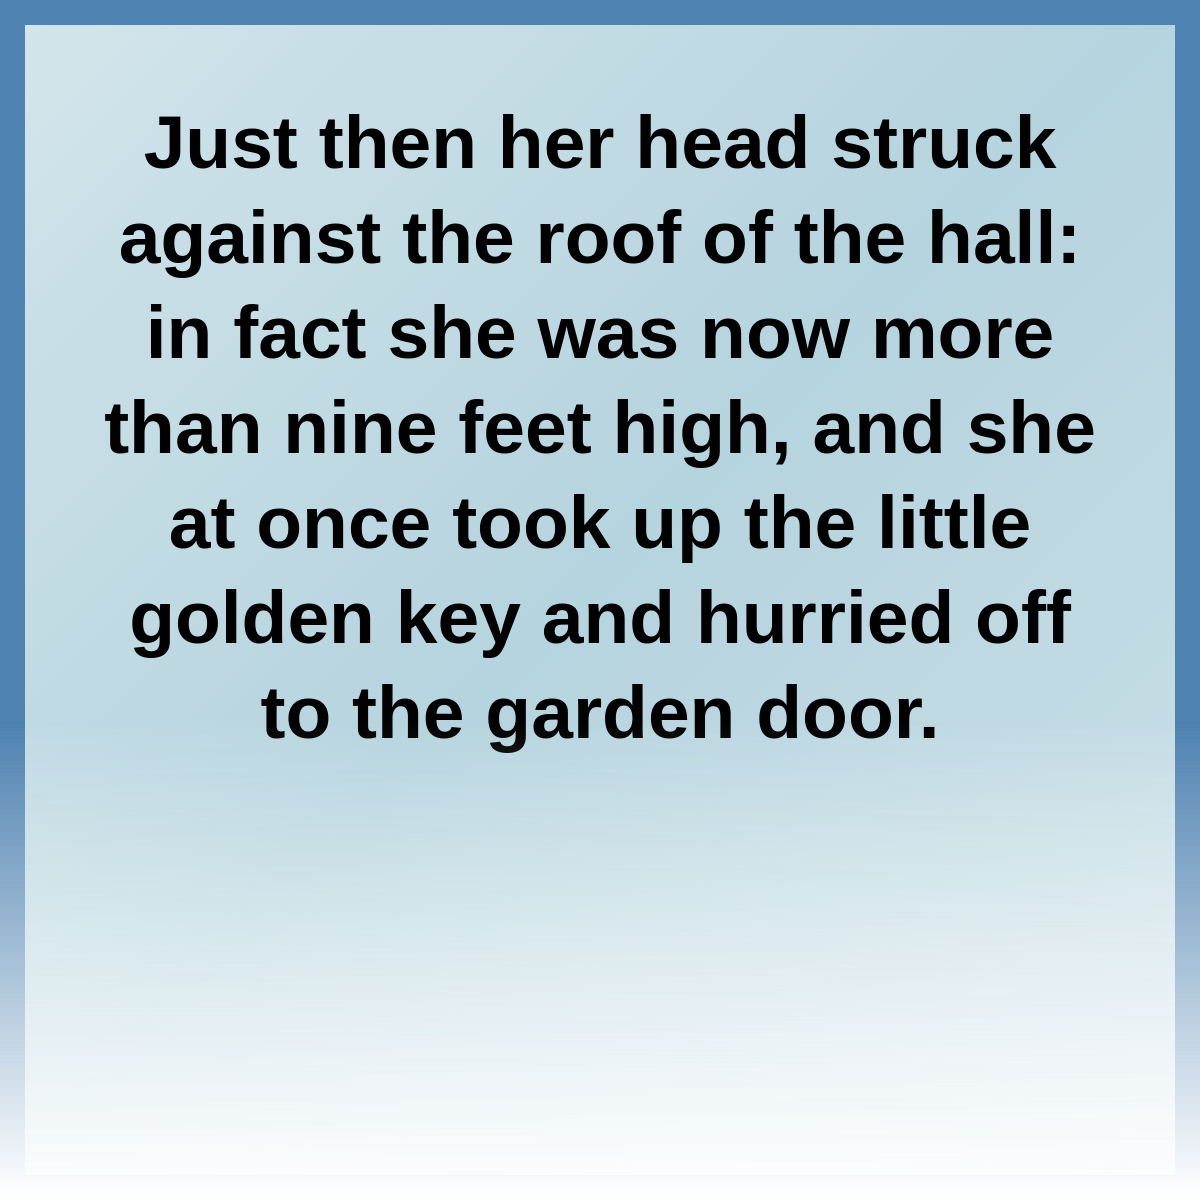 Just then her head struck
against the roof of the hall:
in fact she was now more
than nine feet high, and she
at once took up the little
golden key and hurried off
to the garden door.